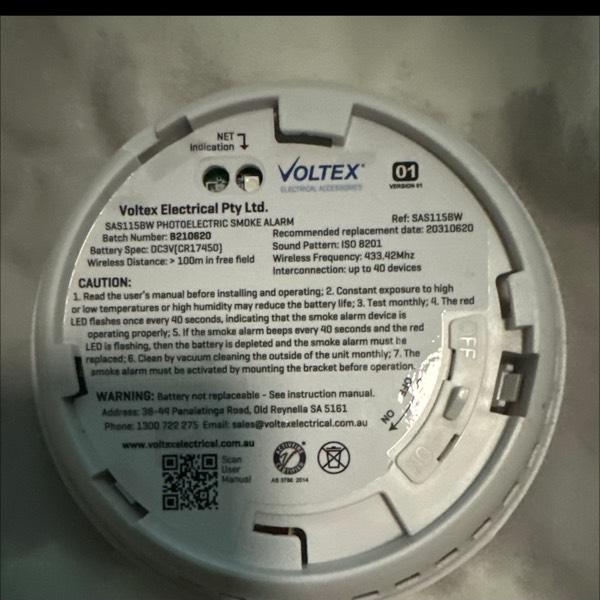 NET
Indication
VOLTEX®
ELECTRICAL ACCESSORIES
01
VERSION 01
Voltex Electrical Pty Ltd.
SAS115BW PHOTOELECTRIC SMOKE ALARM
Ref: SAS115BW
Batch Number: B210620
Recommended replacement date: 20310620
Battery Spec: DC3V(CR17450)
Sound Pattern: ISO 8201
Wireless Distance: > 100m in free field
Wireless Frequency: 433.42Mhz
Interconnection: up to 40 devices
CAUTION:
1. Read the user's manual before installing and operating; 2. Constant exposure to high
or low temperatures or high humidity may reduce the battery life; 3. Test monthly; 4. The red
LED flashes once every 40 seconds, indicating that the smoke alarm device is
operating properly; 5. If the smoke alarm beeps every 40 seconds and the red
LED is flashing, then the battery is depleted and the smoke alarm must be
replaced; 6. Clean by vacuum cleaning the outside of the unit monthly; 7. The
smoke alarm must be activated by mounting the bracket before operation.
OFF
OFF
ON
ON
WARNING: Battery not replaceable - See instruction manual.
Address: 38-44 Panalatinga Road, Old Reynella SA 5161
Phone: 1300 722 275 Email: sales@voltexelectrical.com.au
www.voltexelectrical.com.au
Scan
User
Manual
AS 3786 2014